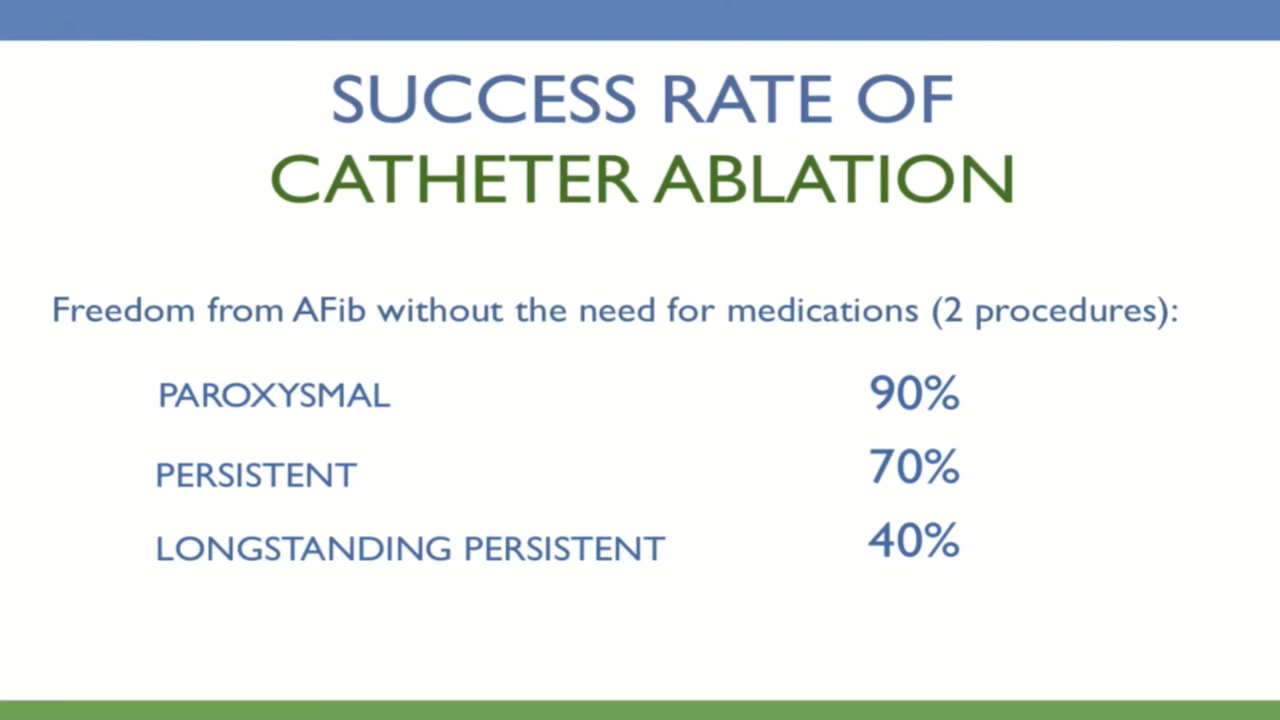 SUCCESS RATE OF
CATHETER ABLATION
Freedom from AFib without the need for medications (2 procedures):
PAROXYSMAL 90%
PERSISTENT 70%
LONGSTANDING PERSISTENT 40%